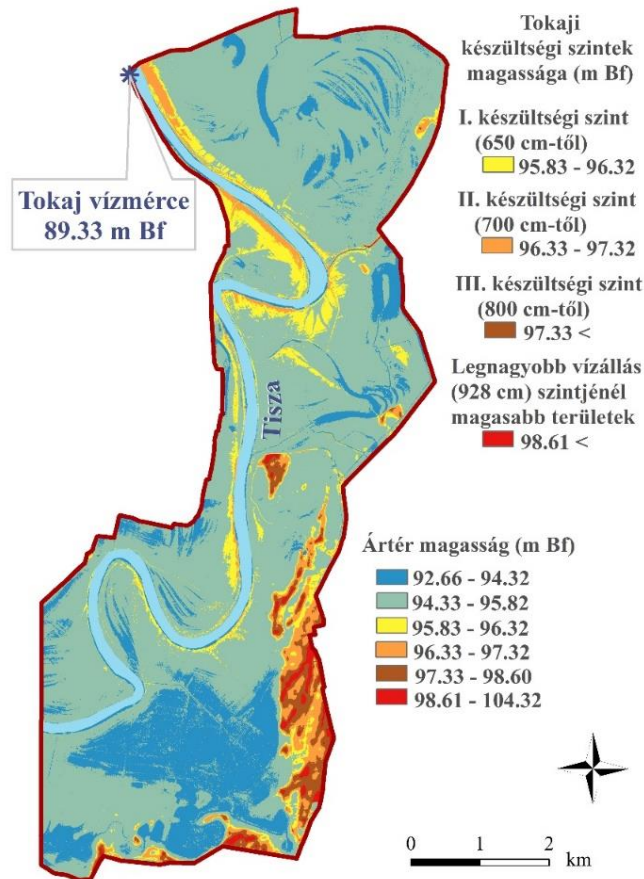 Tokaji
készültségi szintek
magassága (m Bf)
I. készültségi szint
(650 cm-től)
95.83 - 96.32
II. készültségi szint
(700 cm-től)
96.33 - 97.32
III. készültségi szint
(800 cm-től)
97.33 <
Legnagyobb vízállás
(928 cm) szintjénél
magasabb területek
98.61 <
Tokaj vízmérce
89.33 m Bf
Tisza
Ártér magasság (m Bf)
92.66 - 94.32
94.33 - 95.82
95.83 - 96.32
96.33 - 97.32
97.33 - 98.60
98.61 - 104.32
0 1 2
km